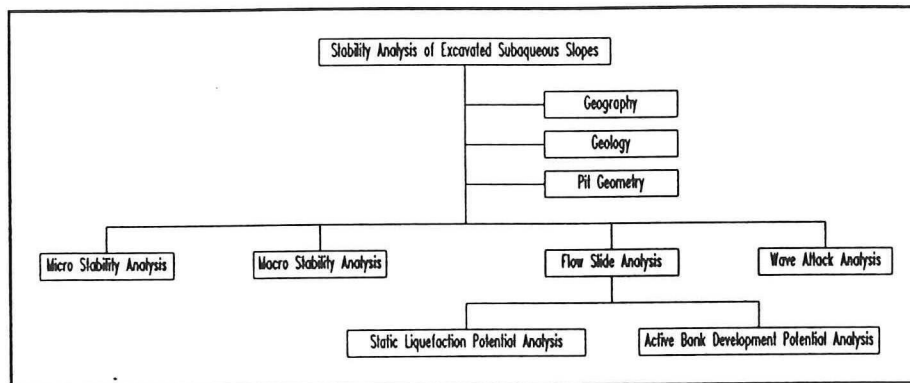 Stability Analysis of Excavated Subaqueous Slopes
Geography
Geology
Pit Geometry
Micro Stability Analysis
Macro Stability Analysis
Flow Slide Analysis
Wave Attack Analysis
Static Liquefaction Potential Analysis
Active Bank Development Potential Analysis